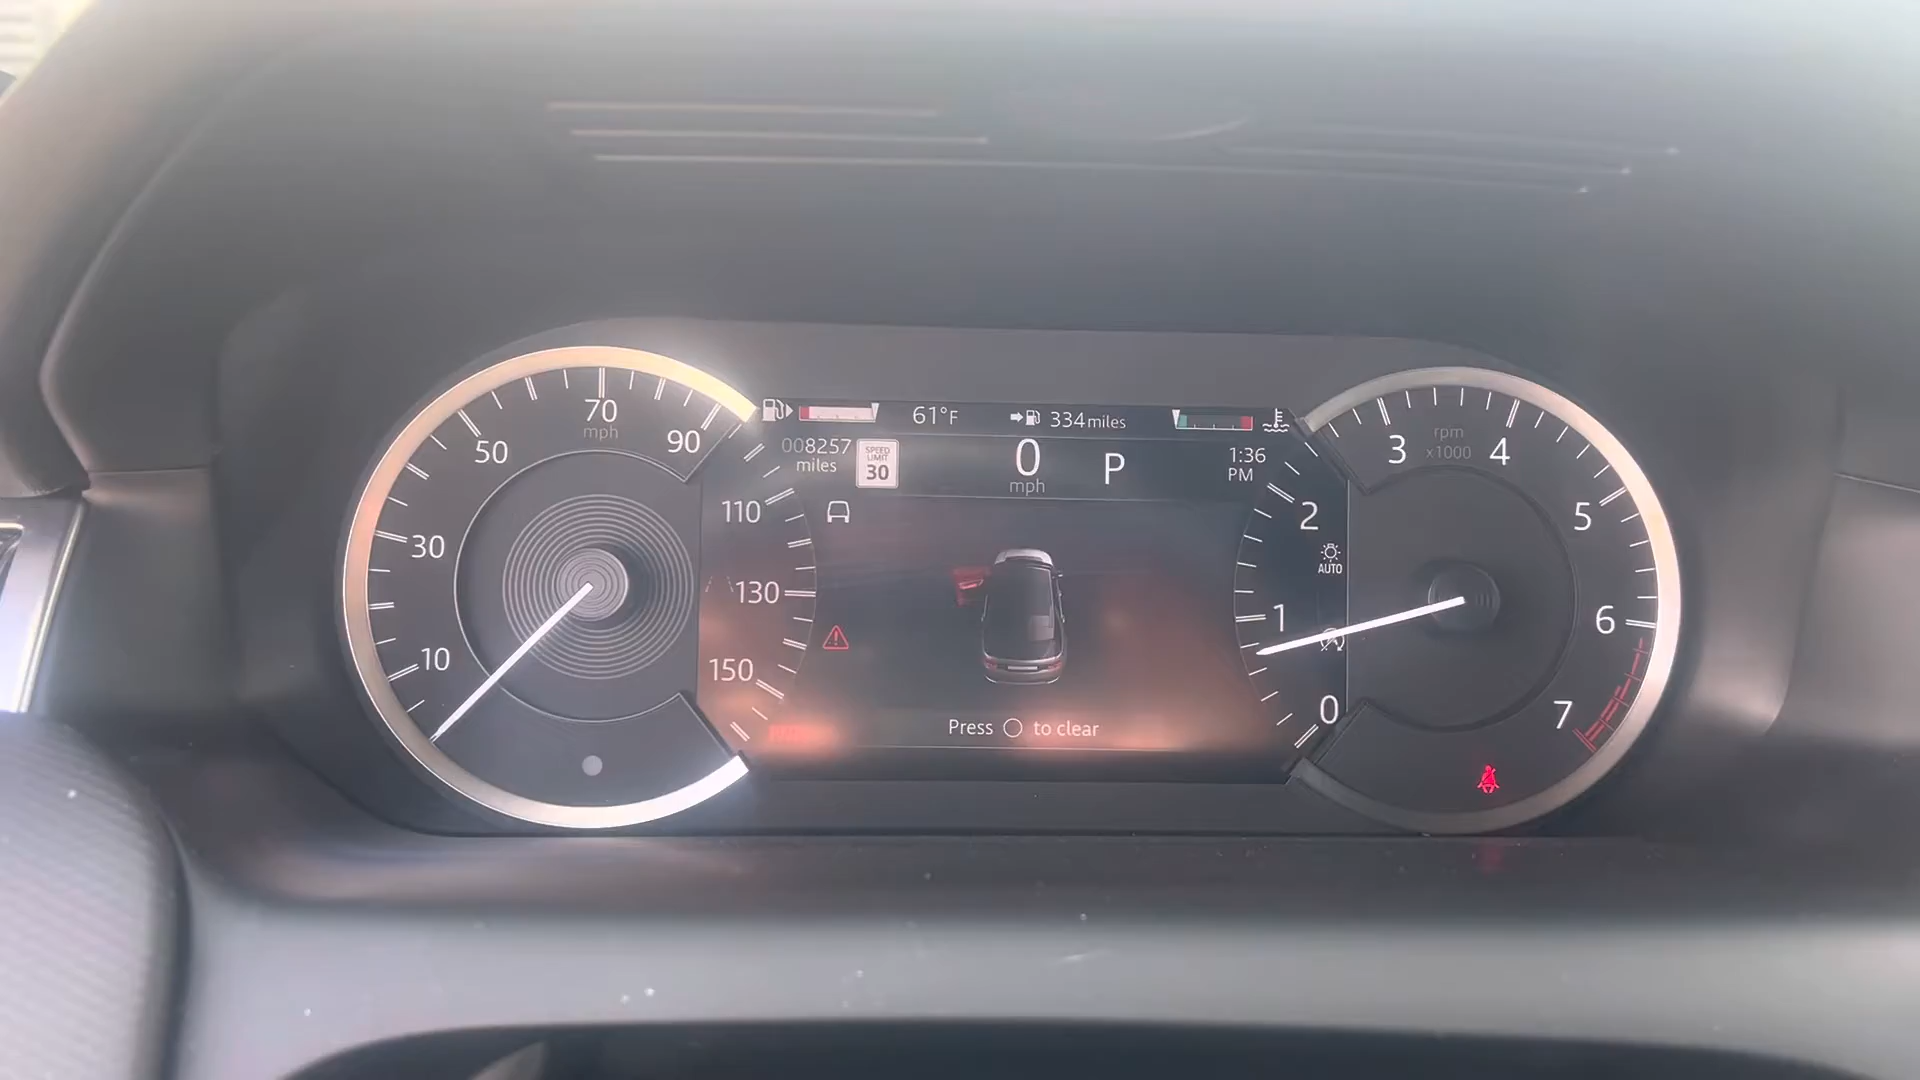 61°F
334 miles
008257
miles
SPEED
LIMIT
30
0
mph
P
1:36
PM
10
30
50
70
mph
90
110
130
150
Press to clear
0
1
2
3
4
5
6
7
rpm
x1000
AUTO